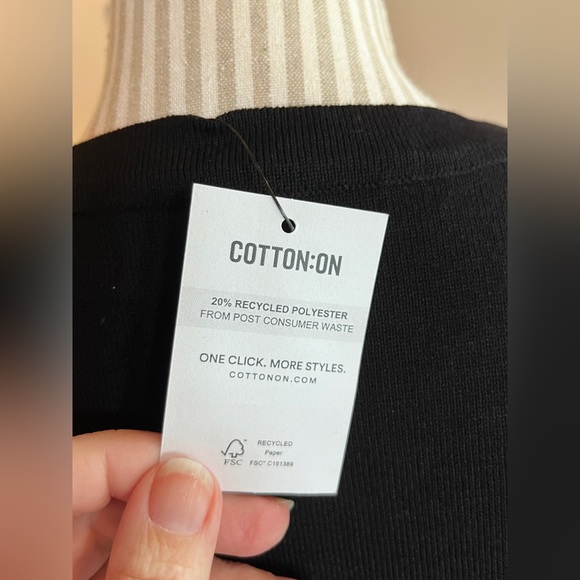 COTTON:ON
20% RECYCLED POLYESTER
FROM POST CONSUMER WASTE
ONE CLICK. MORE STYLES.
COTTONON.COM
RECYCLED
Paper
FSC
FSC® C161369